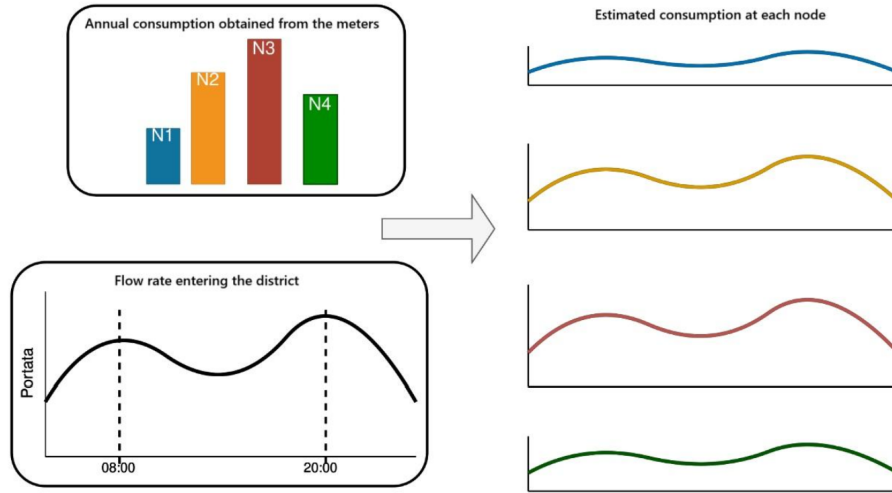 Annual consumption obtained from the meters
N1
N2
N3
N4
Flow rate entering the district
Portata
08:00
20:00
Estimated consumption at each node